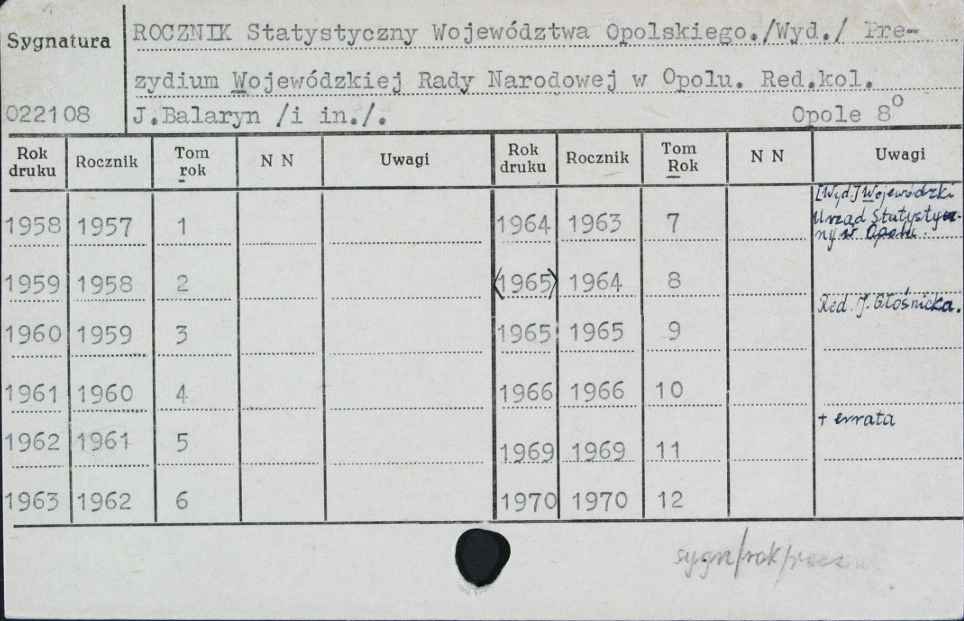 Sygnatura
ROCZNIK Statystyczny Województwa Opolskiego./Wyd./ Pre-
zydium Wojewódzkiej Rady Narodowej w Opolu. Red.kol.
022108 J.Balaryn /i in./. Opole 8°
Rok druku Rocznik Tom rok N N Uwagi Rok druku Rocznik Tom Rok N N Uwagi
[Wyd.] Wojewódzki
Urząd Statystycz-
ny w Opolu.
1958 1957 1 1964 1963 7
1959 1958 2 <1965> 1964 8
Red. J. Głośnicka.
1960 1959 3 1965 1965 9
1961 1960 4 1966 1966 10
+ errata
1962 1961 5 1969 1969 11
1963 1962 6 1970 1970 12
sygn/rok/